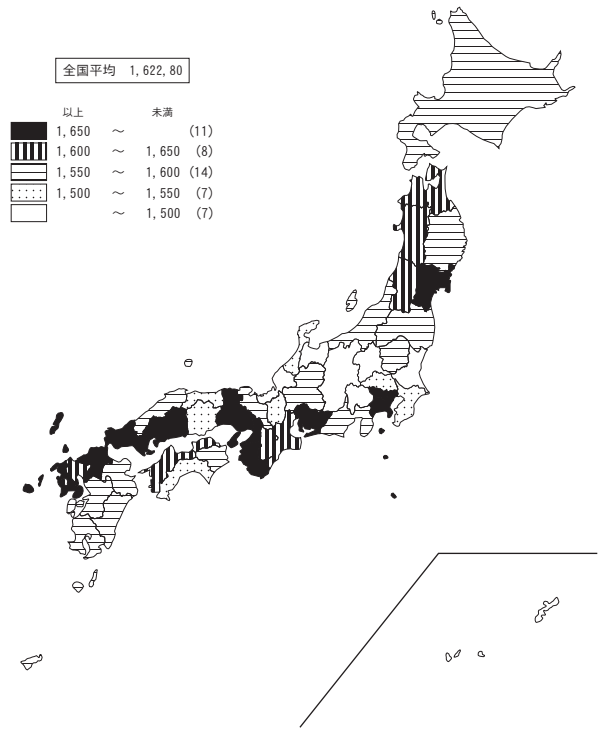 全国平均 1,622,80
以上 未満
1,650 ～ (11)
1,600 ～ 1,650 (8)
1,550 ～ 1,600 (14)
1,500 ～ 1,550 (7)
～ 1,500 (7)